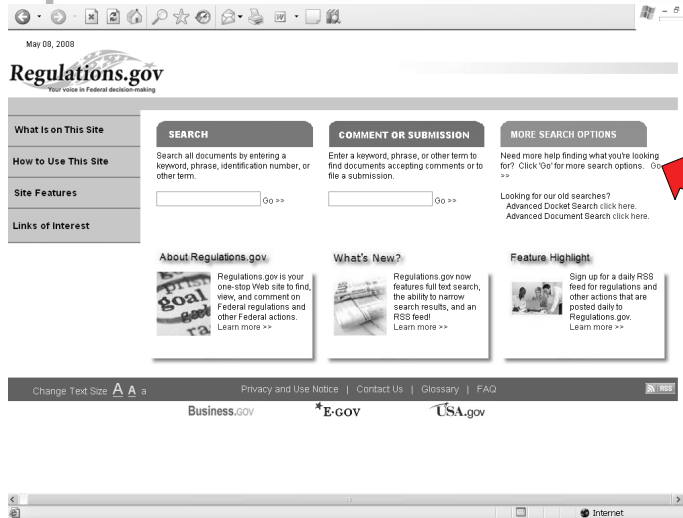 May 08, 2008
Regulations.gov
Your voice in Federal decision-making
What Is on This Site
How to Use This Site
Site Features
Links of Interest
SEARCH
Search all documents by entering a
keyword, phrase, identification number, or
other term.
Go >>
COMMENT OR SUBMISSION
Enter a keyword, phrase, or other term to
find documents accepting comments or to
file a submission.
Go >>
MORE SEARCH OPTIONS
Need more help finding what you're looking
for? Click 'Go' for more search options. Go
>>
Looking for our old searches?
Advanced Docket Search click here.
Advanced Document Search click here.
About Regulations.gov
goal
Regulations.gov is your
one-stop Web site to find,
view, and comment on
Federal regulations and
other Federal actions.
Learn more >>
What's New?
Regulations.gov now
features full text search,
the ability to narrow
search results, and an
RSS feed!
Learn more >>
Feature Highlight
Sign up for a daily RSS
feed for regulations and
other actions that are
posted daily to
Regulations.gov.
Learn more >>
Change Text Size A A a
Privacy and Use Notice | Contact Us | Glossary | FAQ
RSS
Business.GOV
E-GOV
USA.gov
Internet